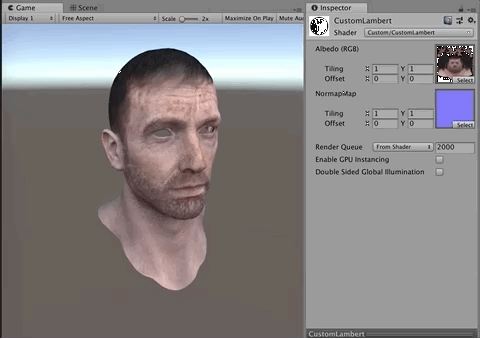 Game
Scene
Display 1
Free Aspect
Scale
2x
Maximize On Play
Mute Au
Inspector
CustomLambert
Shader
Custom/CustomLambert
Albedo (RGB)
Tiling
X 1
Y 1
Offset
X 0
Y 0
Select
NormapMap
Tiling
X 1
Y 1
Offset
X 0
Y 0
Select
Render Queue
From Shader
2000
Enable GPU Instancing
Double Sided Global Illumination
CustomLambert